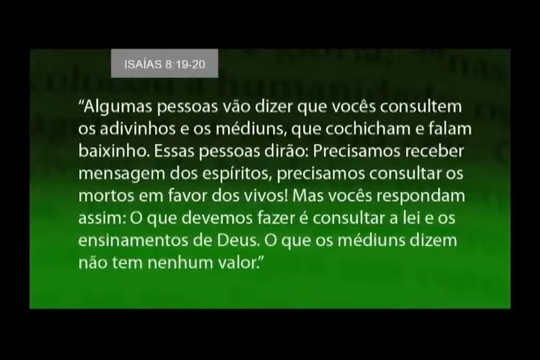 ISAÍAS 8:19-20
“Algumas pessoas vão dizer que vocês consultem
os adivinhos e os médiuns, que cochicham e falam
baixinho. Essas pessoas dirão: Precisamos receber
mensagem dos espíritos, precisamos consultar os
mortos em favor dos vivos! Mas vocês respondam
assim: O que devemos fazer é consultar a lei e os
ensinamentos de Deus. O que os médiuns dizem
não tem nenhum valor.”